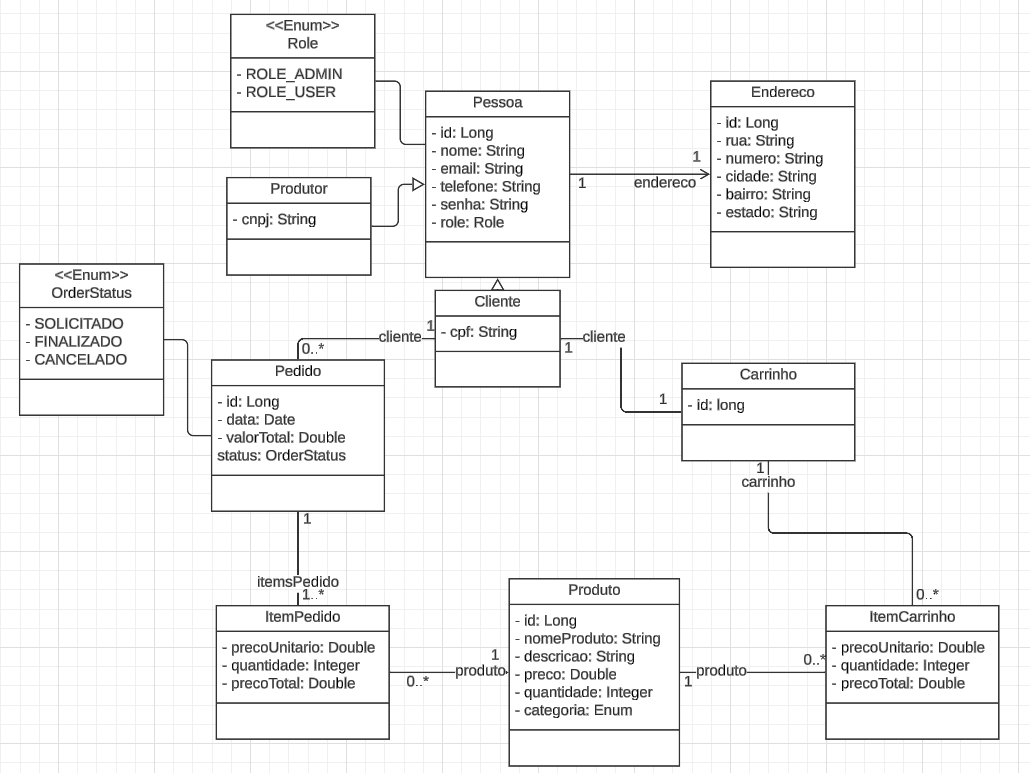 <<Enum>>
Role
- ROLE_ADMIN
- ROLE_USER
Pessoa
- id: Long
- nome: String
- email: String
- telefone: String
- senha: String
- role: Role
Endereco
- id: Long
- rua: String
- numero: String
- cidade: String
- bairro: String
- estado: String
1
1
endereco
Produtor
- cnpj: String
<<Enum>>
OrderStatus
- SOLICITADO
- FINALIZADO
- CANCELADO
Cliente
- cpf: String
cliente
1
0..*
1
cliente
1
Pedido
- id: Long
- data: Date
- valorTotal: Double
status: OrderStatus
Carrinho
- id: long
1
carrinho
0..*
1
itemsPedido
1..*
ItemPedido
- precoUnitario: Double
- quantidade: Integer
- precoTotal: Double
0..*
produto
1
Produto
- id: Long
- nomeProduto: String
- descricao: String
- preco: Double
- quantidade: Integer
- categoria: Enum
1
produto
0..*
ItemCarrinho
- precoUnitario: Double
- quantidade: Integer
- precoTotal: Double